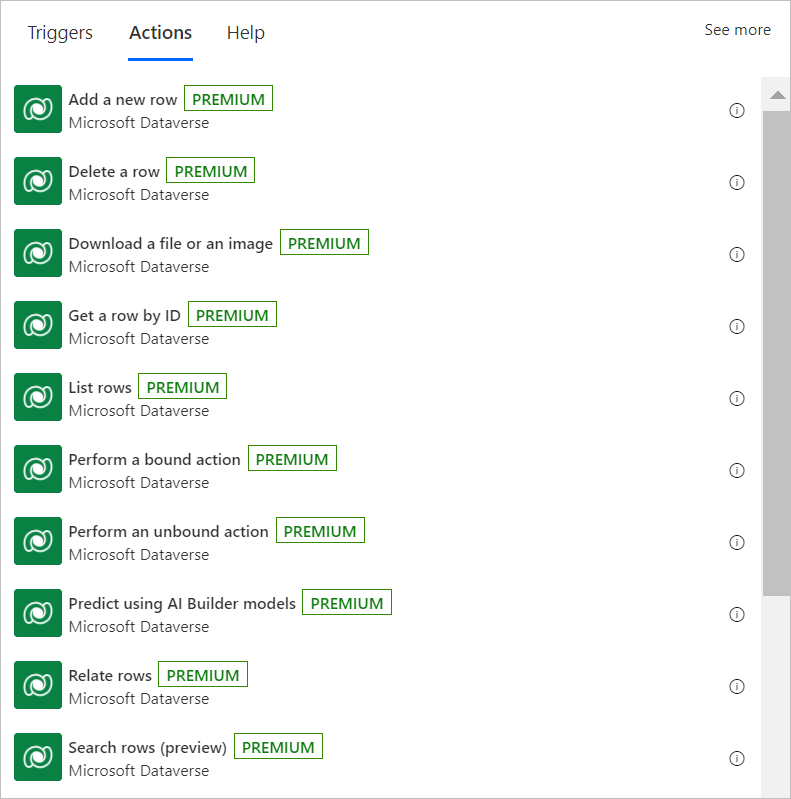 Triggers Actions Help See more
Add a new row PREMIUM
Microsoft Dataverse
Delete a row PREMIUM
Microsoft Dataverse
Download a file or an image PREMIUM
Microsoft Dataverse
Get a row by ID PREMIUM
Microsoft Dataverse
List rows PREMIUM
Microsoft Dataverse
Perform a bound action PREMIUM
Microsoft Dataverse
Perform an unbound action PREMIUM
Microsoft Dataverse
Predict using AI Builder models PREMIUM
Microsoft Dataverse
Relate rows PREMIUM
Microsoft Dataverse
Search rows (preview) PREMIUM
Microsoft Dataverse